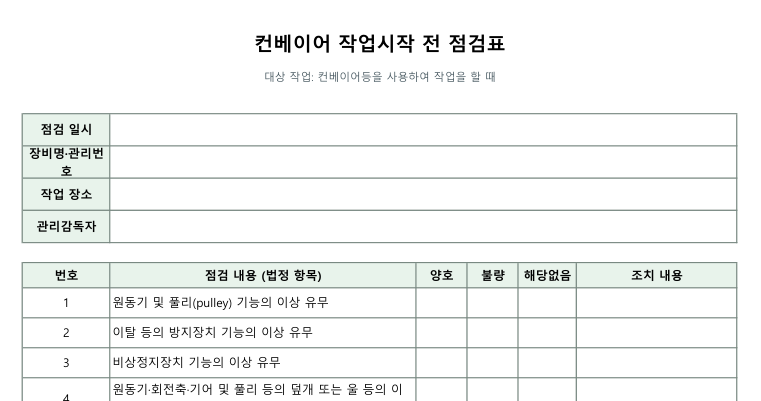 컨베이어 작업시작 전 점검표
대상 작업: 컨베이어등을 사용하여 작업을 할 때
점검 일시
장비명·관리번
호
작업 장소
관리감독자
번호 점검 내용 (법정 항목) 양호 불량 해당없음 조치 내용
1 원동기 및 풀리(pulley) 기능의 이상 유무
2 이탈 등의 방지장치 기능의 이상 유무
3 비상정지장치 기능의 이상 유무
4 원동기·회전축·기어 및 풀리 등의 덮개 또는 울 등의 이